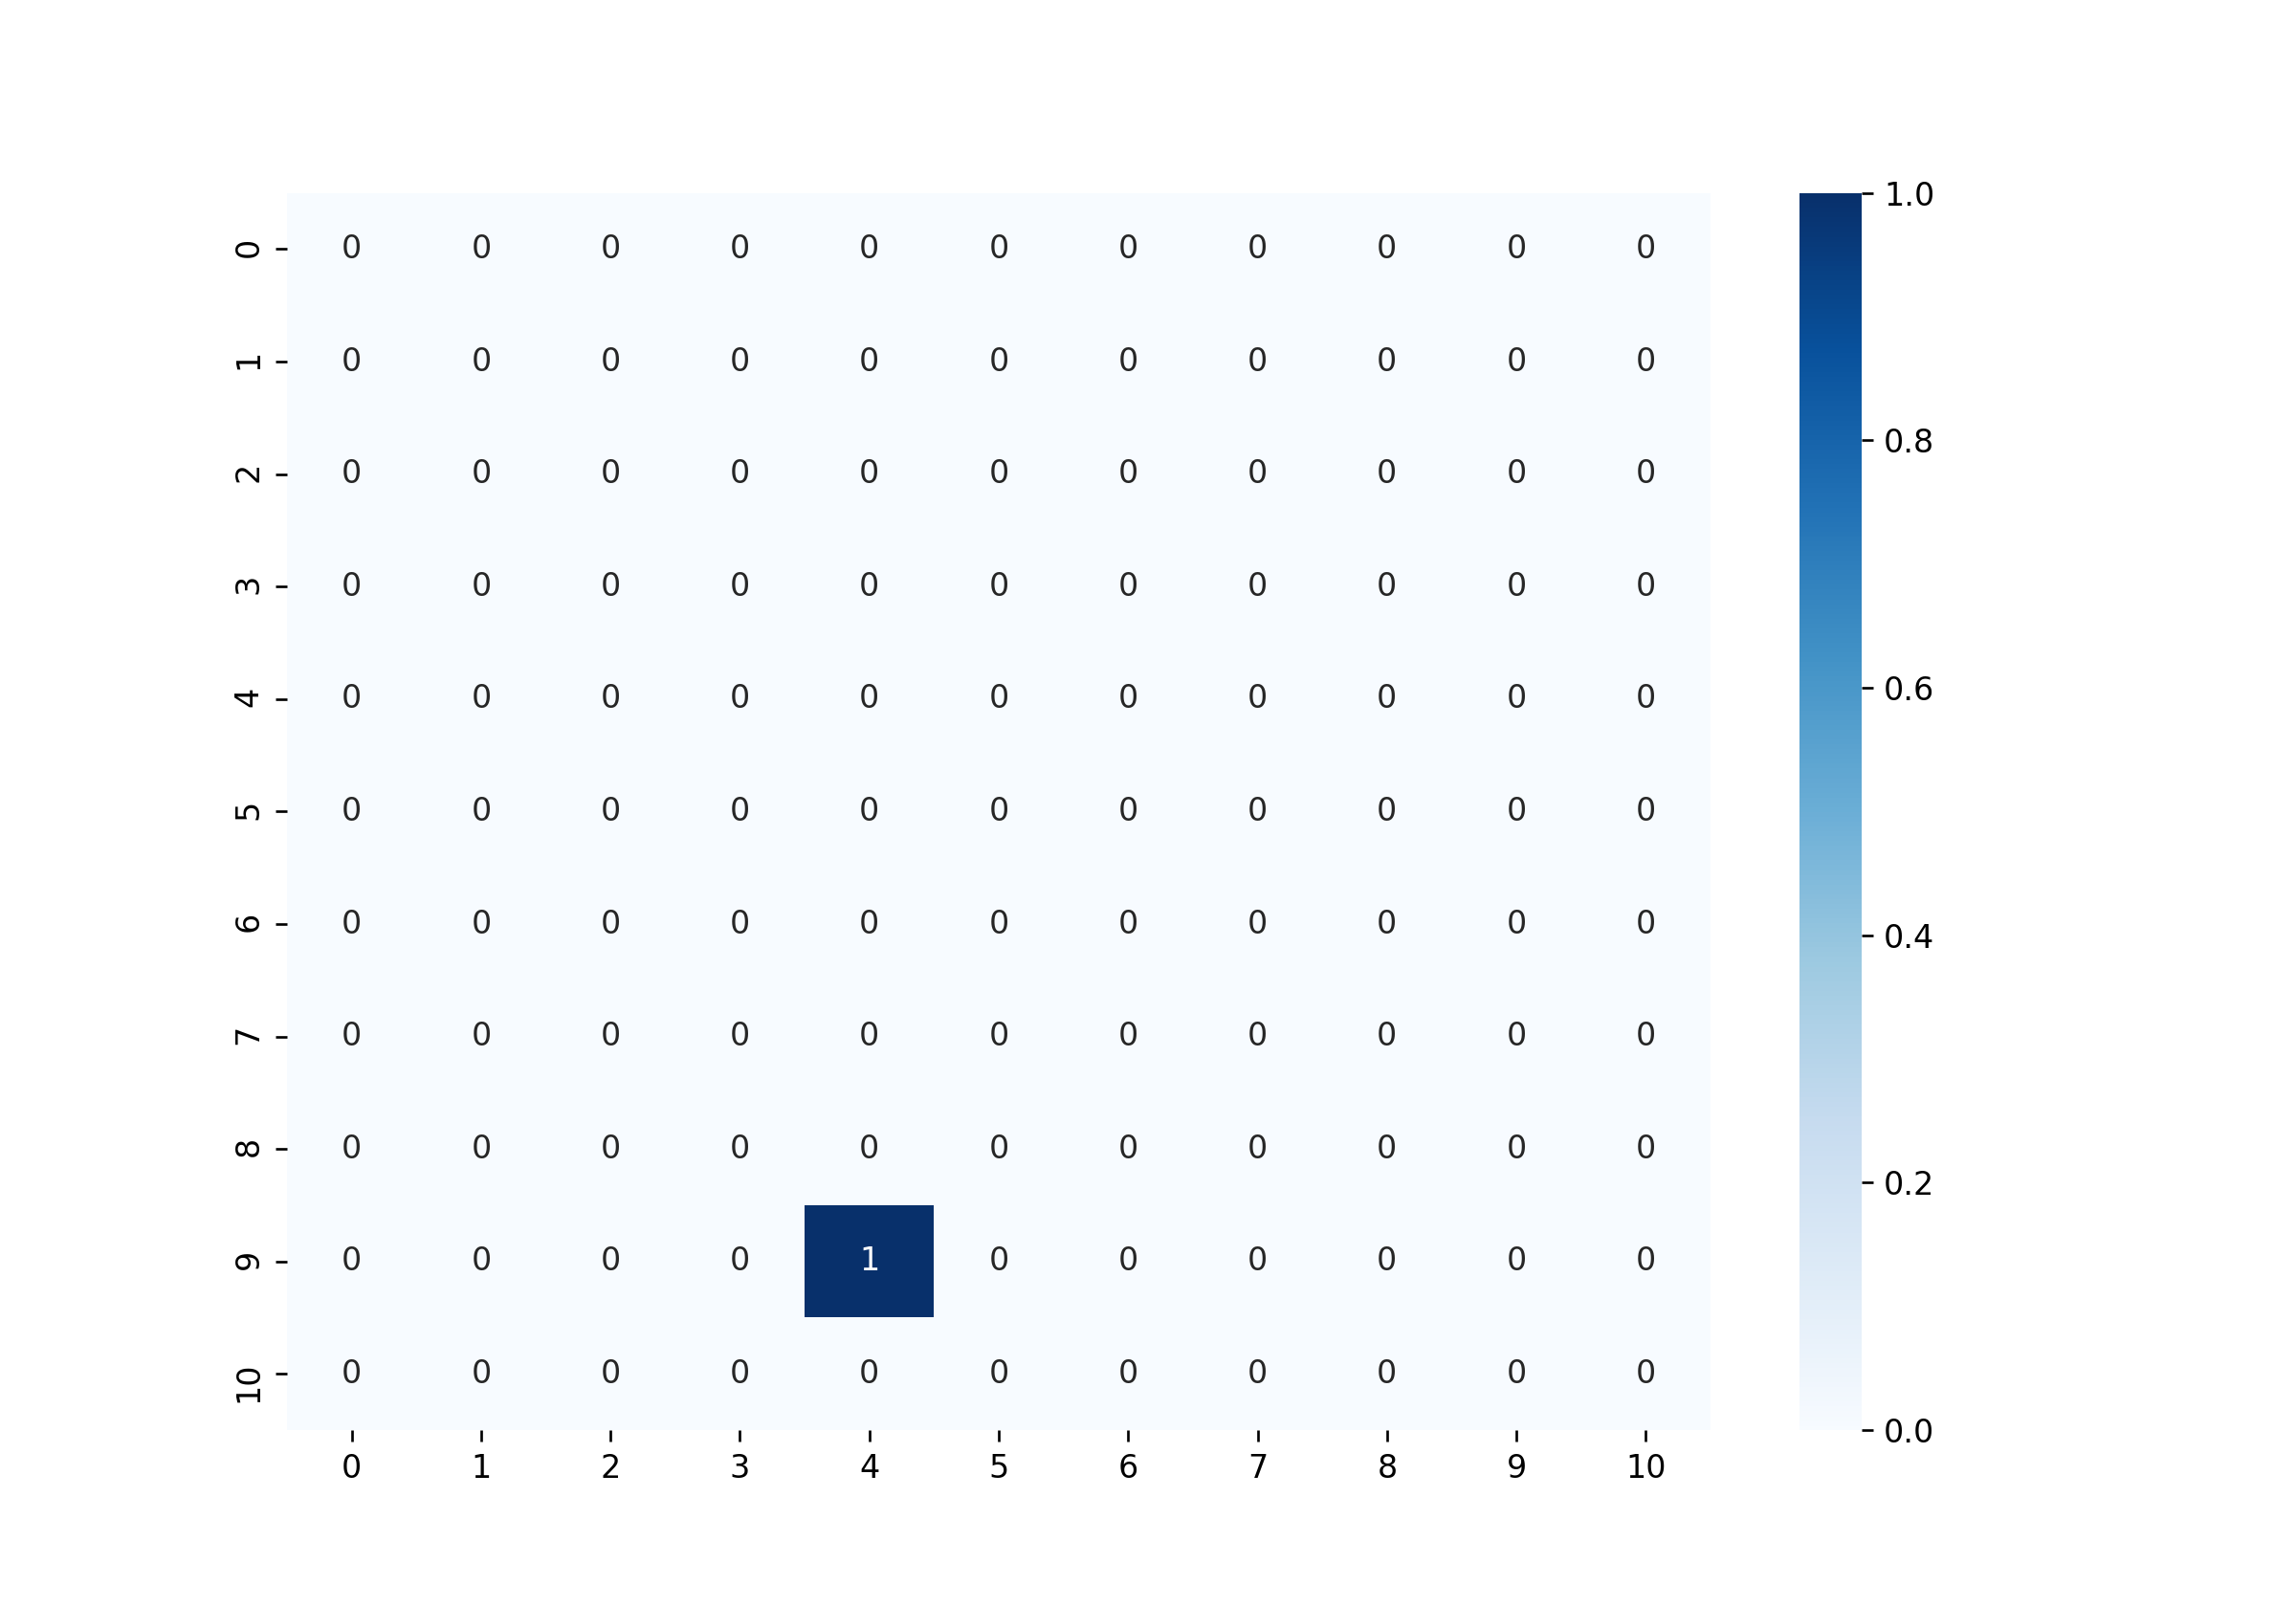 0 0 0 0 0 0 0 0 0 0 0 0
1 0 0 0 0 0 0 0 0 0 0 0
2 0 0 0 0 0 0 0 0 0 0 0
3 0 0 0 0 0 0 0 0 0 0 0
4 0 0 0 0 0 0 0 0 0 0 0
5 0 0 0 0 0 0 0 0 0 0 0
6 0 0 0 0 0 0 0 0 0 0 0
7 0 0 0 0 0 0 0 0 0 0 0
8 0 0 0 0 0 0 0 0 0 0 0
9 0 0 0 0 1 0 0 0 0 0 0
10 0 0 0 0 0 0 0 0 0 0 0
0 1 2 3 4 5 6 7 8 9 10
1.0
0.8
0.6
0.4
0.2
0.0